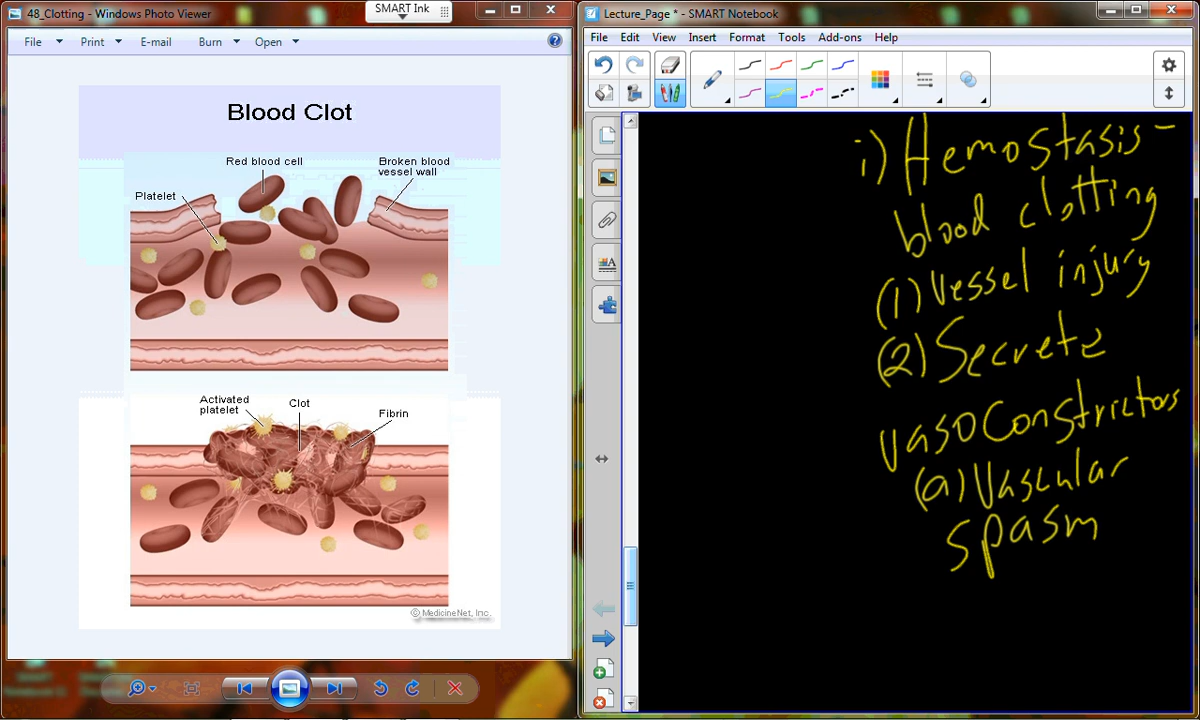 48_Clotting - Windows Photo Viewer
SMART Ink
File Print E-mail Burn Open
Blood Clot
Red blood cell
Broken blood
vessel wall
Platelet
Activated
platelet
Clot
Fibrin
© MedicineNet, Inc.
Lecture_Page * - SMART Notebook
File Edit View Insert Format Tools Add-ons Help
i) Hemostasis -
blood clotting
(1) Vessel injury
(2) Secrete
vasoconstrictors
(a) Vascular
spasm